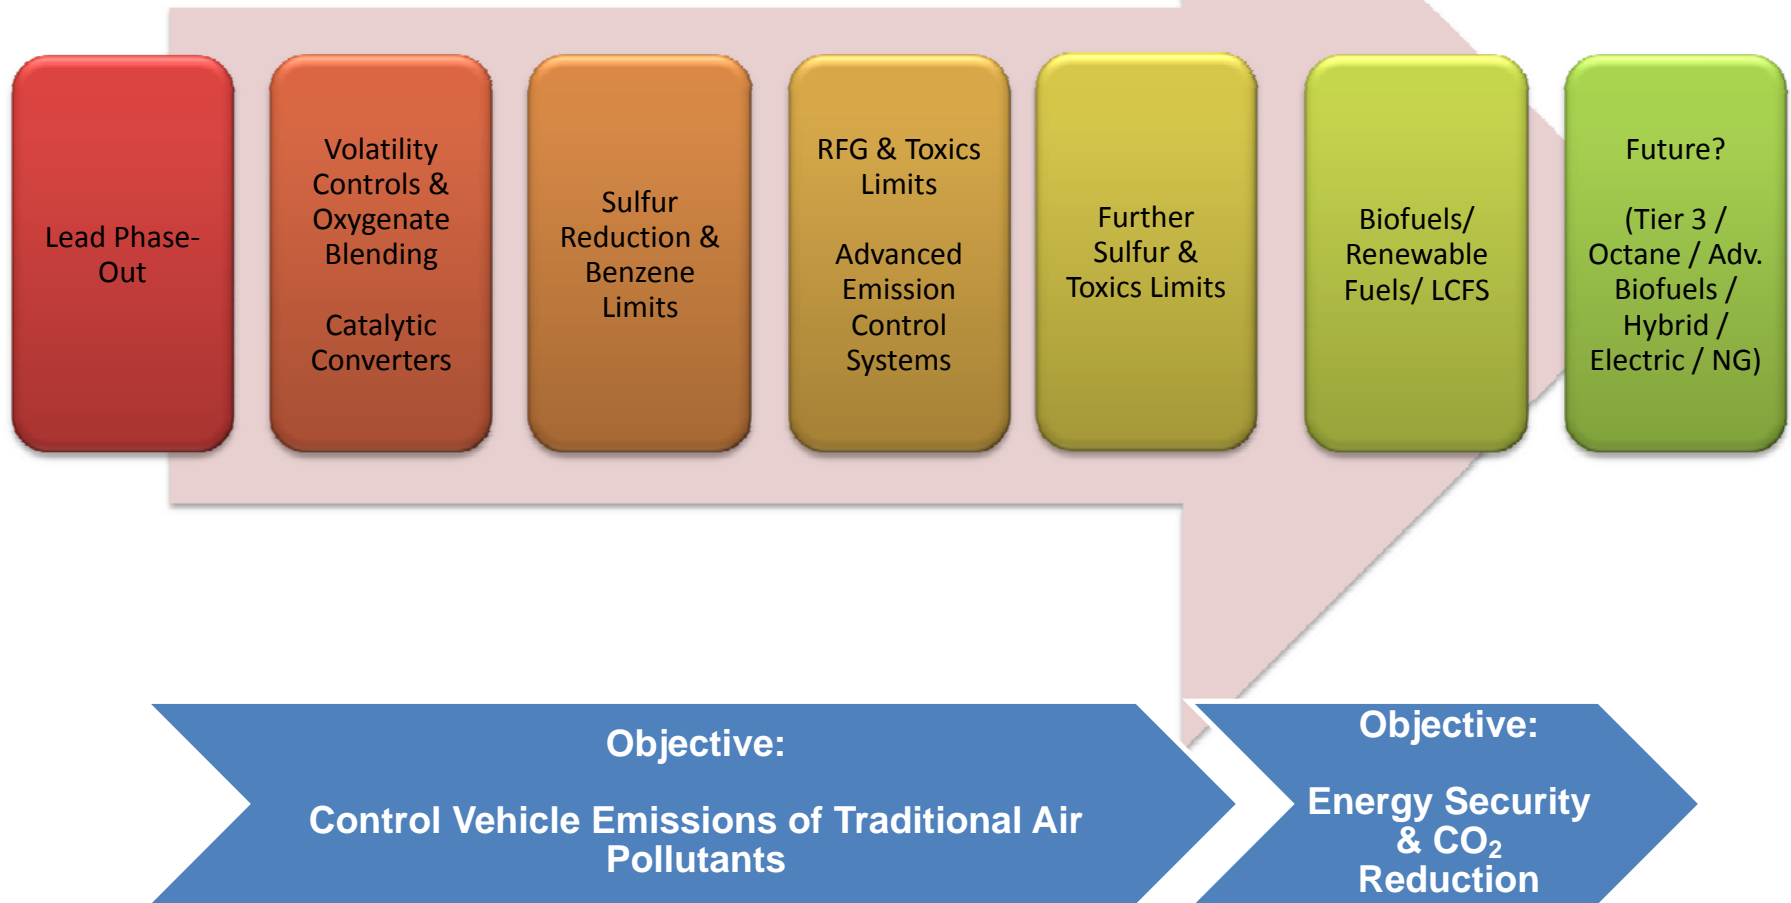 Lead Phase-
Out
Volatility
Controls &
Oxygenate
Blending
Catalytic
Converters
Sulfur
Reduction &
Benzene
Limits
RFG & Toxics
Limits
Advanced
Emission
Control
Systems
Further
Sulfur &
Toxics Limits
Biofuels/
Renewable
Fuels/ LCFS
Future?
(Tier 3 /
Octane / Adv.
Biofuels /
Hybrid /
Electric / NG)
Objective:
Control Vehicle Emissions of Traditional Air
Pollutants
Objective:
Energy Security
& CO₂
Reduction